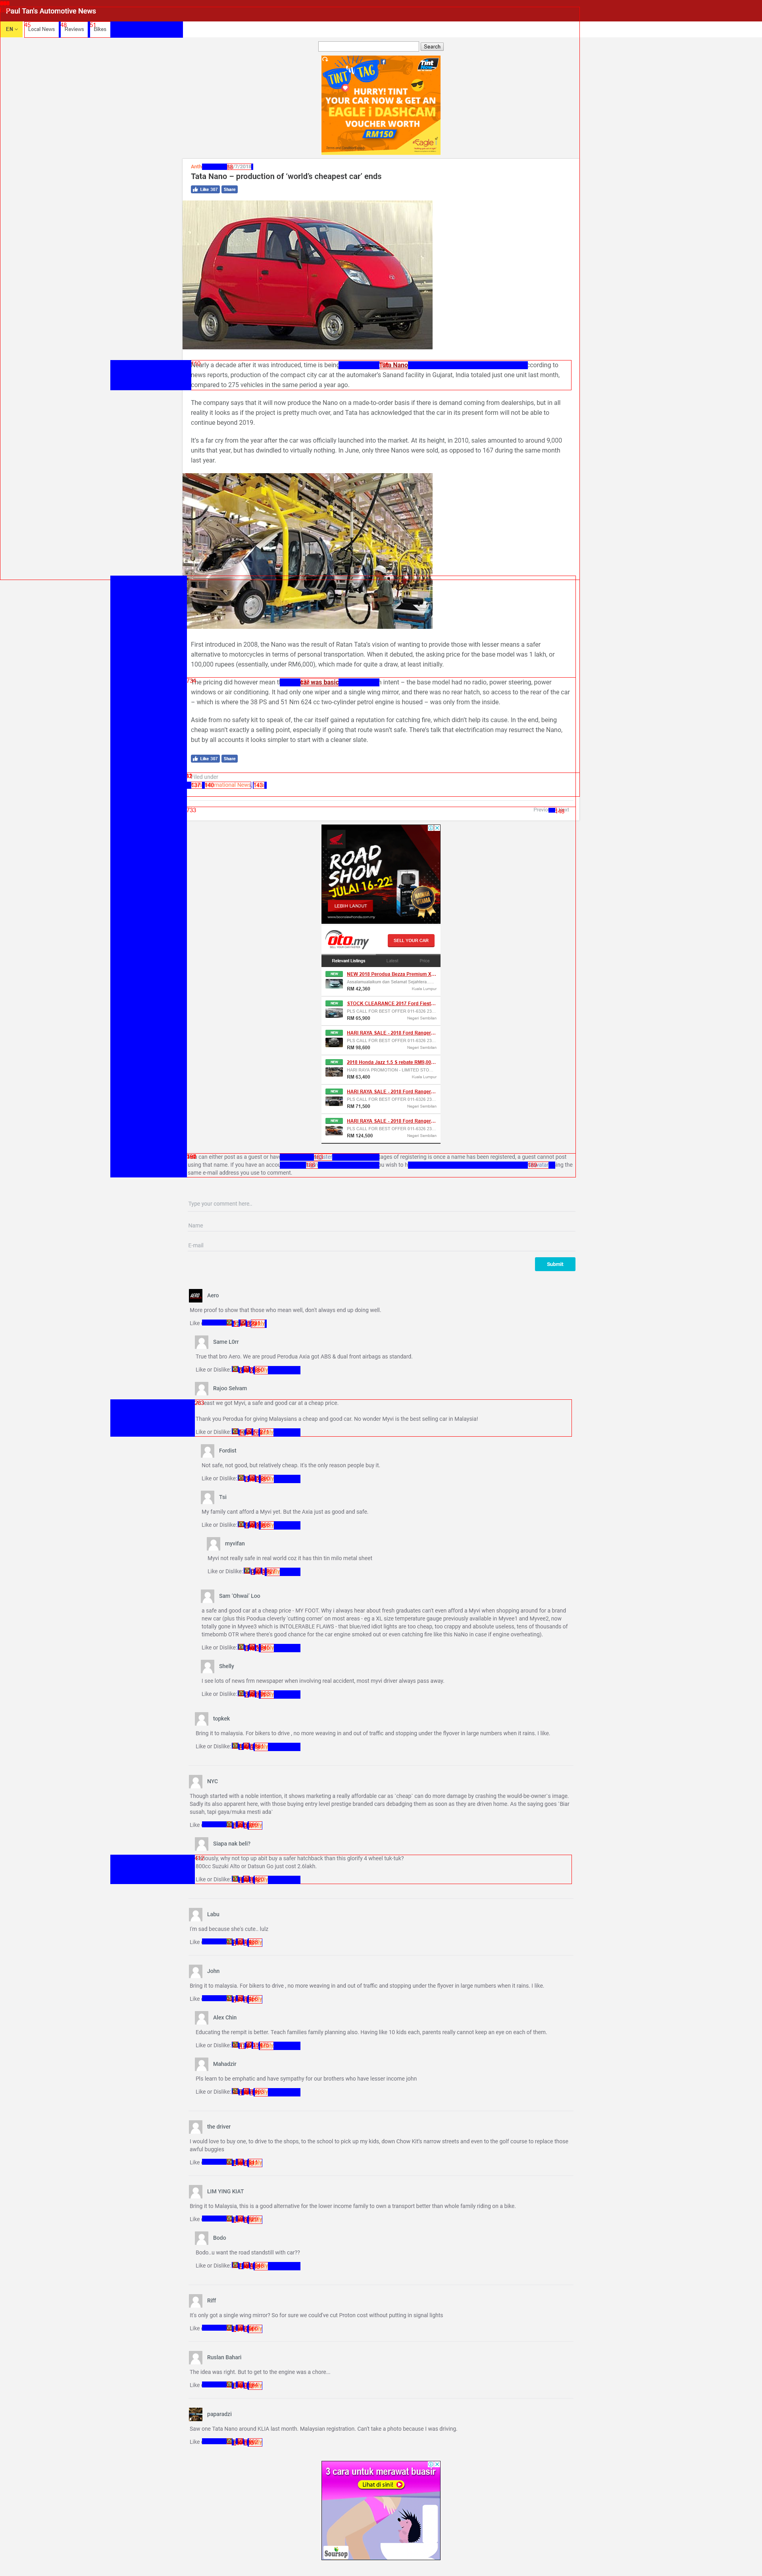 Paul Tan's Automotive News
EN
Local News
Reviews
Bikes
Search
TINT TAG
Tint
HURRY! TINT
YOUR CAR NOW & GET AN
EAGLE i DASHCAM
VOUCHER WORTH
RM150
Tata Nano – production of 'world's cheapest car' ends
Like 387 Share
Nearly a decade after it was introduced, time is being Tata Nano according to
news reports, production of the compact city car at the automaker's Sanand facility in Gujarat, India totaled just one unit last month,
compared to 275 vehicles in the same period a year ago.
The company says that it will now produce the Nano on a made-to-order basis if there is demand coming from dealerships, but in all
reality it looks as if the project is pretty much over, and Tata has acknowledged that the car in its present form will not be able to
continue beyond 2019.
It's a far cry from the year after the car was officially launched into the market. At its height, in 2010, sales amounted to around 9,000
units that year, but has dwindled to virtually nothing. In June, only three Nanos were sold, as opposed to 167 during the same month
last year.
First introduced in 2008, the Nano was the result of Ratan Tata's vision of wanting to provide those with lesser means a safer
alternative to motorcycles in terms of personal transportation. When it debuted, the asking price for the base model was 1 lakh, or
100,000 rupees (essentially, under RM6,000), which made for quite a draw, at least initially.
The pricing did however mean car was basic intent – the base model had no radio, power steering, power
windows or air conditioning. It had only one wiper and a single wing mirror, and there was no rear hatch, so access to the rear of the car
– which is where the 38 PS and 51 Nm 624 cc two-cylinder petrol engine is housed – was only from the inside.
Aside from no safety kit to speak of, the car itself gained a reputation for catching fire, which didn't help its cause. In the end, being
cheap wasn't exactly a selling point, especially if going that route wasn't safe. There's talk that electrification may resurrect the Nano,
but by all accounts it looks simpler to start with a cleaner slate.
Like 387 Share
Filed under
International News
ROAD
SHOW
JULAI 16-22
LEBIH LANJUT
oto.my
SELL YOUR CAR
Relevant Listings Latest Price
NEW 2018 Perodua Bezza Premium X...
Assalamualaikum dan Selamat Sejahtera...
RM 42,360 Kuala Lumpur
STOCK CLEARANCE 2017 Ford Fiest...
PLS CALL FOR BEST OFFER 011-6326 23...
RM 65,900 Negeri Sembilan
HARI RAYA SALE - 2018 Ford Ranger...
PLS CALL FOR BEST OFFER 011-6326 23...
RM 98,600 Negeri Sembilan
2018 Honda Jazz 1.5 S rebate RM9,00...
HARI RAYA PROMOTION - LIMITED STO...
RM 63,400 Kuala Lumpur
HARI RAYA SALE - 2018 Ford Ranger...
PLS CALL FOR BEST OFFER 011-6326 23...
RM 71,500 Negeri Sembilan
HARI RAYA SALE - 2018 Ford Ranger...
PLS CALL FOR BEST OFFER 011-6326 23...
RM 124,500 Negeri Sembilan
can either post as a guest or have ages of registering is once a name has been registered, a guest cannot post
using that name. If you have an account u wish to ing the
same e-mail address you use to comment.
Type your comment here..
Name
E-mail
Submit
Aero
More proof to show that those who mean well, don't always end up doing well.
Like
Same L0rr
True that bro Aero. We are proud Perodua Axia got ABS & dual front airbags as standard.
Like or Dislike:
Rajoo Selvam
At least we got Myvi, a safe and good car at a cheap price.
Thank you Perodua for giving Malaysians a cheap and good car. No wonder Myvi is the best selling car in Malaysia!
Like or Dislike:
Fordist
Not safe, not good, but relatively cheap. It's the only reason people buy it.
Like or Dislike:
Tsi
My family cant afford a Myvi yet. But the Axia just as good and safe.
Like or Dislike:
myvifan
Myvi not really safe in real world coz it has thin tin milo metal sheet
Like or Dislike:
Sam 'Ohwai' Loo
a safe and good car at a cheap price - MY FOOT. Why i always hear about fresh graduates can't even afford a Myvi when shopping around for a brand
new car (plus this Podua cleverly 'cutting corner' on most areas - eg a XL size temperature gauge previously available in Myvee1 and Myvee2, now
totally gone in Myvee3 which is INTOLERABLE FLAWS - that blue/red idiot lights are too cheap, too crappy and absolute useless, tens of thousands of
timebomb OTR where there's good chance for the car engine smoked out or even catching fire like this Nahio in case if engine overheating).
Like or Dislike:
Shelly
I see lots of news frm newspaper when involving real accident, most myvi driver always pass away.
Like or Dislike:
topkek
Bring it to malaysia. For bikers to drive , no more weaving in and out of traffic and stopping under the flyover in large numbers when it rains. I like.
Like or Dislike:
NYC
Though started with a noble intention, it shows marketing a really affordable car as 'cheap' can do more damage by crashing the would-be-owner's image.
Sadly its also apparent here, with those buying entry level prestige branded cars debadging them as soon as they are driven home. As the saying goes 'Biar
susah, tapi gaya/muka mesti ada'
Like
Siapa nak beli?
Seriously, why not top up abit buy a safer hatchback than this glorify 4 wheel tuk-tuk?
800cc Suzuki Alto or Datsun Go just cost 2.6lakh.
Like or Dislike:
Labu
I'm sad because she's cute.. lulz
Like
John
Bring it to malaysia. For bikers to drive , no more weaving in and out of traffic and stopping under the flyover in large numbers when it rains. I like.
Like
Alex Chin
Educating the rempit is better. Teach families family planning also. Having like 10 kids each, parents really cannot keep an eye on each of them.
Like or Dislike:
Mahadzir
Pls learn to be emphatic and have sympathy for our brothers who have lesser income john
Like or Dislike:
the driver
I would love to buy one, to drive to the shops, to the school to pick up my kids, down Chow Kit's narrow streets and even to the golf course to replace those
awful buggies
Like
LIM YING KIAT
Bring it to Malaysia, this is a good alternative for the lower income family to own a transport better than whole family riding on a bike.
Like
Bodo
Bodo..u want the road standstill with car??
Like or Dislike:
Riff
It's only got a single wing mirror? So for sure we could've cut Proton cost without putting in signal lights
Like
Ruslan Bahari
The idea was right. But to get to the engine was a chore...
Like
paparadzi
Saw one Tata Nano around KLIA last month. Malaysian registration. Can't take a photo because I was driving.
Like
3 cara untuk merawat buasir
Lihat di sini!
Soursop